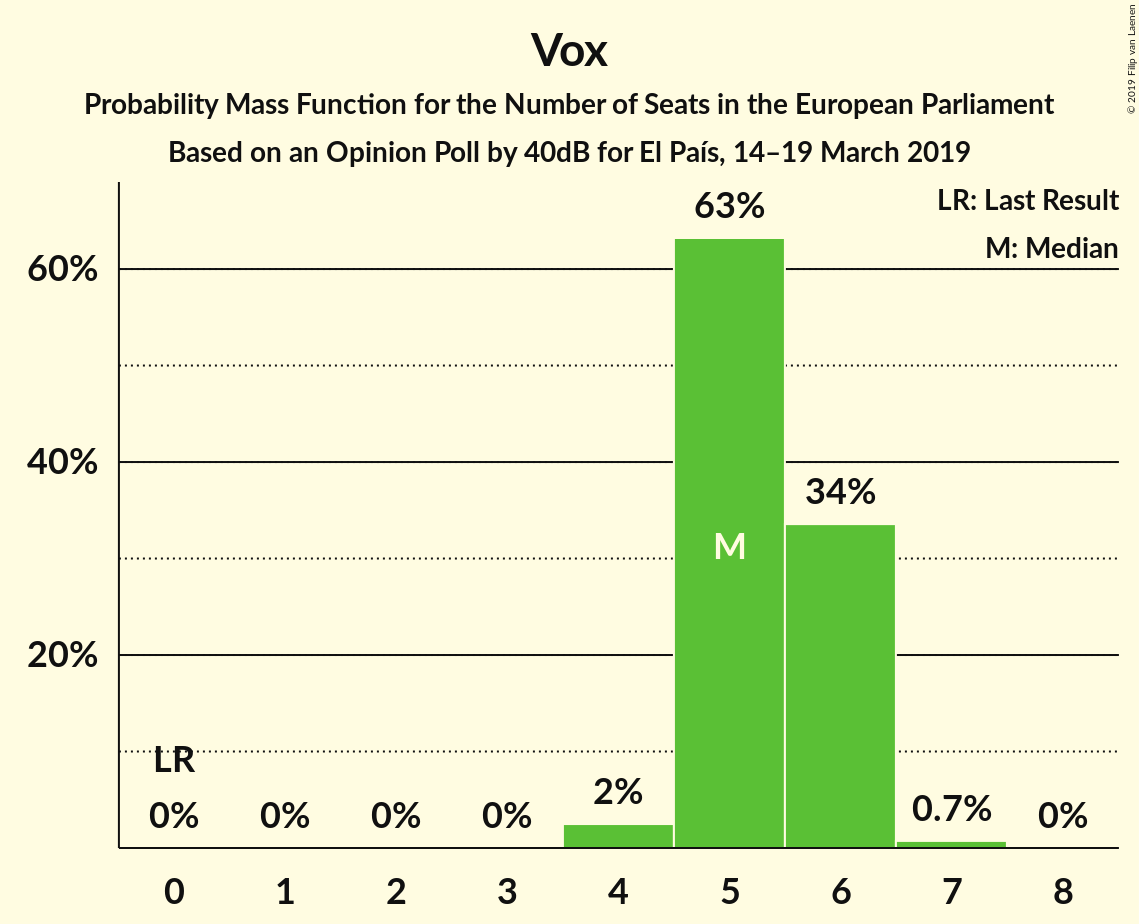 Vox
Probability Mass Function for the Number of Seats in the European Parliament
Based on an Opinion Poll by 40dB for El País, 14–19 March 2019
© 2019 Filip van Laenen
LR: Last Result
M: Median
63%
60%
40%
34%
M
20%
LR
0%
0%
0%
0%
2%
0.7%
0%
0 1 2 3 4 5 6 7 8